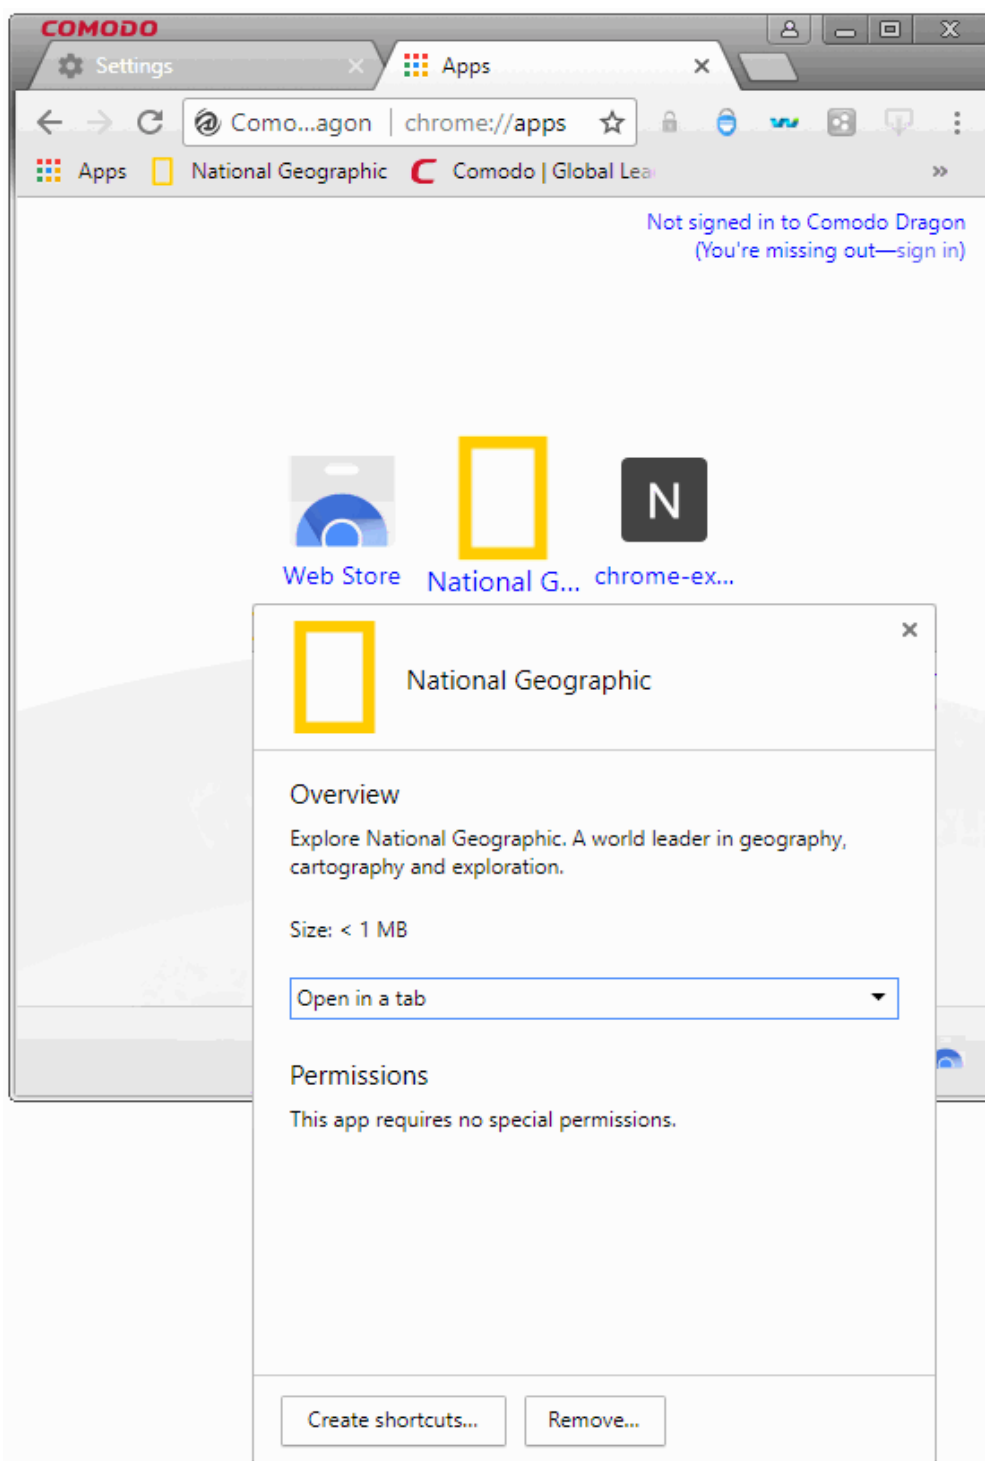 COMODO
Settings
Apps
Como...agon | chrome://apps
Apps National Geographic Comodo | Global Lea
Not signed in to Comodo Dragon
(You're missing out—sign in)
N
Web Store National G... chrome-ex...
National Geographic
Overview
Explore National Geographic. A world leader in geography,
cartography and exploration.
Size: < 1 MB
Open in a tab
Permissions
This app requires no special permissions.
Create shortcuts... Remove...